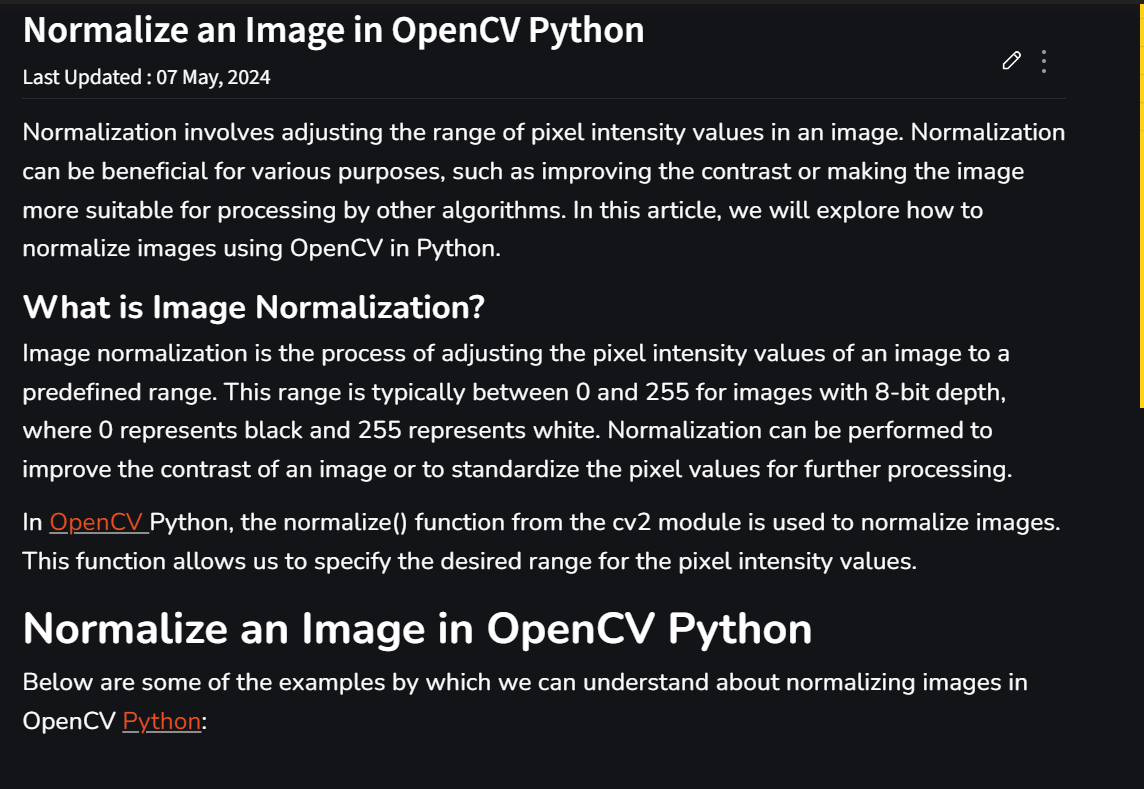 Normalize an Image in OpenCV Python
Last Updated : 07 May, 2024
Normalization involves adjusting the range of pixel intensity values in an image. Normalization
can be beneficial for various purposes, such as improving the contrast or making the image
more suitable for processing by other algorithms. In this article, we will explore how to
normalize images using OpenCV in Python.
What is Image Normalization?
Image normalization is the process of adjusting the pixel intensity values of an image to a
predefined range. This range is typically between 0 and 255 for images with 8-bit depth,
where 0 represents black and 255 represents white. Normalization can be performed to
improve the contrast of an image or to standardize the pixel values for further processing.
In OpenCV Python, the normalize() function from the cv2 module is used to normalize images.
This function allows us to specify the desired range for the pixel intensity values.
Normalize an Image in OpenCV Python
Below are some of the examples by which we can understand about normalizing images in
OpenCV Python: